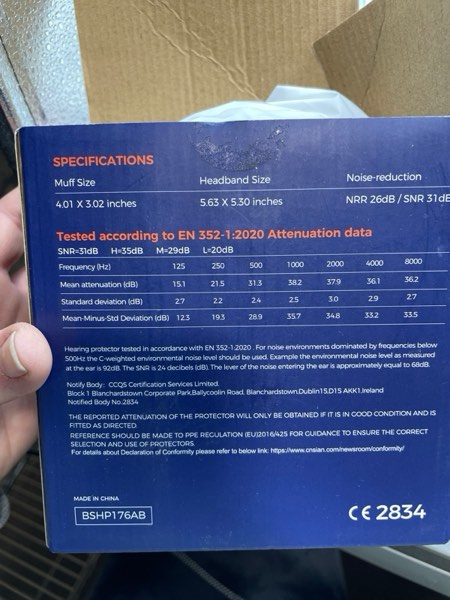 SPECIFICATIONS
Muff Size Headband Size Noise-reduction
4.01 X 3.02 inches 5.63 X 5.30 inches NRR 26dB / SNR 31dB
Tested according to EN 352-1:2020 Attenuation data
SNR=31dB H=35dB M=29dB L=20dB
Frequency (Hz) 125 250 500 1000 2000 4000 8000
Mean attenuation (dB) 15.1 21.5 31.3 38.2 37.9 36.1 36.2
Standard deviation (dB) 2.7 2.2 2.4 2.5 3.0 2.9 2.7
Mean-Minus-Std Deviation (dB) 12.3 19.3 28.9 35.7 34.8 33.2 33.5
Hearing protector tested in accordance with EN 352-1:2020 . For noise environments dominated by frequencies below
500Hz the C-weighted environmental noise level should be used. Example the environmental noise level as measured
at the ear is 92dB. The SNR is 24 decibels (dB). The lever of the noise entering the ear is approximately equal to 68dB.
Notify Body: CCQS Certification Services Limited.
Block 1 Blanchardstown Corporate Park,Ballycoolin Road. Blanchardstown,Dublin15,D15 AKK1,Ireland
Notified Body No.2834
THE REPORTED ATTENUATION OF THE PROTECTOR WILL ONLY BE OBTAINED IF IT IS IN GOOD CONDITION AND IS
FITTED AS DIRECTED.
REFERENCE SHOULD BE MADE TO PPE REGULATION (EU)2016/425 FOR GUIDANCE TO ENSURE THE CORRECT
SELECTION AND USE OF PROTECTORS.
For details about Declaration of Conformity please refer to below link: https://www.cnsian.com/newsroom/conformity/
MADE IN CHINA
BSHP176AB CE 2834